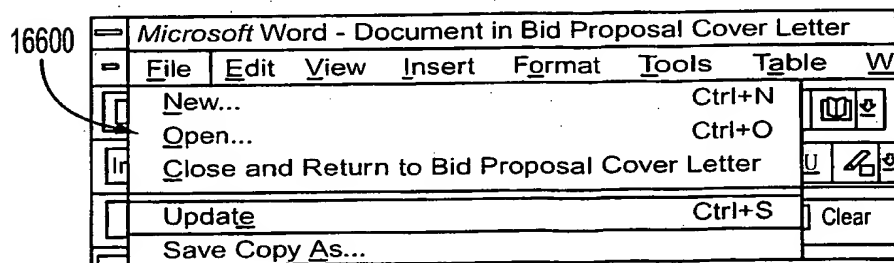 16600
Microsoft Word - Document in Bid Proposal Cover Letter
File Edit View Insert Format Tools Table W
New... Ctrl+N
Open... Ctrl+O
In Close and Return to Bid Proposal Cover Letter U
Update Ctrl+S Clear
Save Copy As...